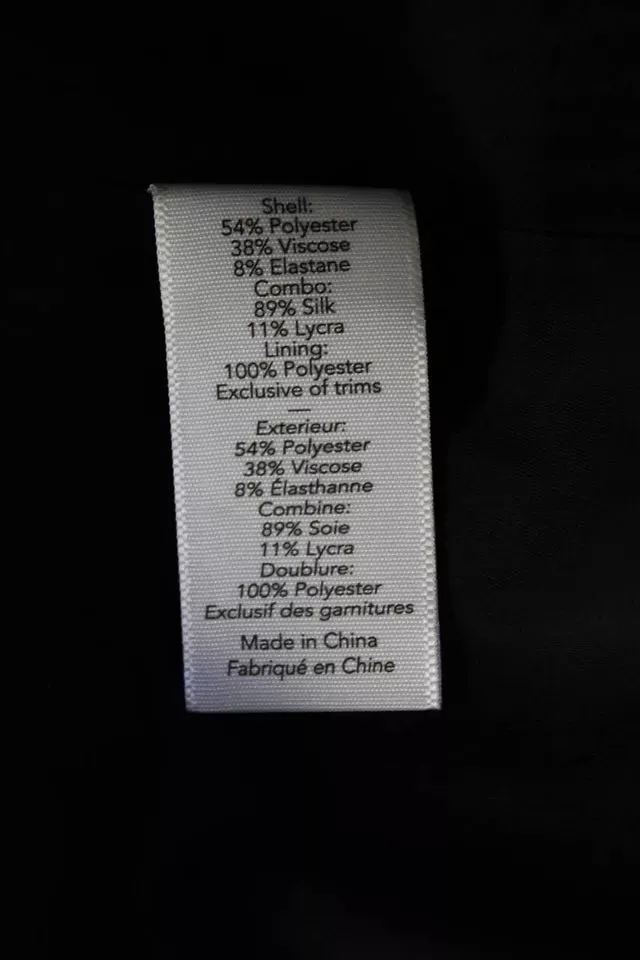 Shell:
54% Polyester
38% Viscose
8% Elastane
Combo:
89% Silk
11% Lycra
Lining:
100% Polyester
Exclusive of trims
—
Exterieur:
54% Polyester
38% Viscose
8% Élasthanne
Combine:
89% Soie
11% Lycra
Doublure:
100% Polyester
Exclusif des garnitures
Made in China
Fabriqué en Chine